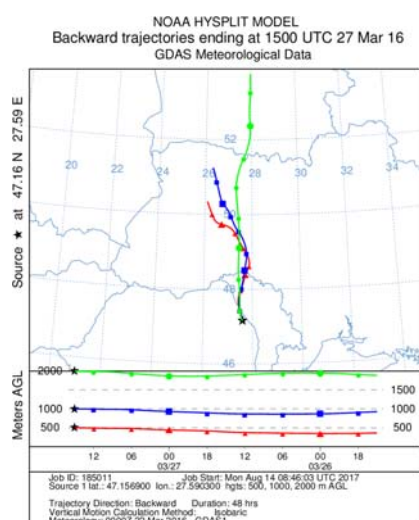 NOAA HYSPLIT MODEL
Backward trajectories ending at 1500 UTC 27 Mar 16
GDAS Meteorological Data
Source ★ at 47.16 N 27.59 E
20
22
24
26
28
30
32
34
52
50
48
46
Meters AGL
2000
1000
500
1500
1000
500
12 06 00 18 12 06 00 18
03/27 03/26
Job ID: 185011 Job Start: Mon Aug 14 08:46:03 UTC 2017
Source 1 lat.: 47.156900 lon.: 27.590300 hgts: 500, 1000, 2000 m AGL
Trajectory Direction: Backward Duration: 48 hrs
Vertical Motion Calculation Method: Isobaric